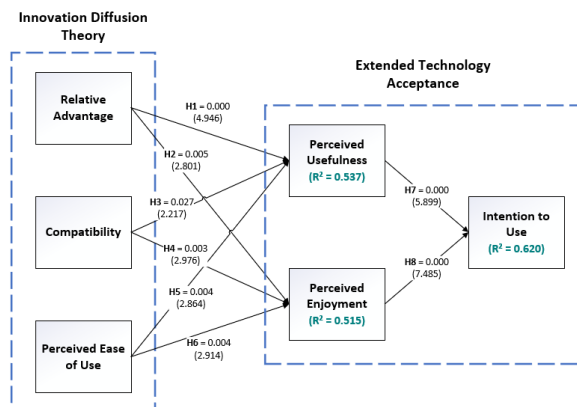 Innovation Diffusion
Theory
Extended Technology
Acceptance
Relative
Advantage
Compatibility
Perceived Ease
of Use
H1 = 0.000
(4.946)
H2 = 0.005
(2.801)
H3 = 0.027
(2.217)
H4 = 0.003
(2.976)
H5 = 0.004
(2.864)
H6 = 0.004
(2.914)
Perceived
Usefulness
(R² = 0.537)
Perceived
Enjoyment
(R² = 0.515)
H7 = 0.000
(5.899)
H8 = 0.000
(7.485)
Intention to
Use
(R² = 0.620)